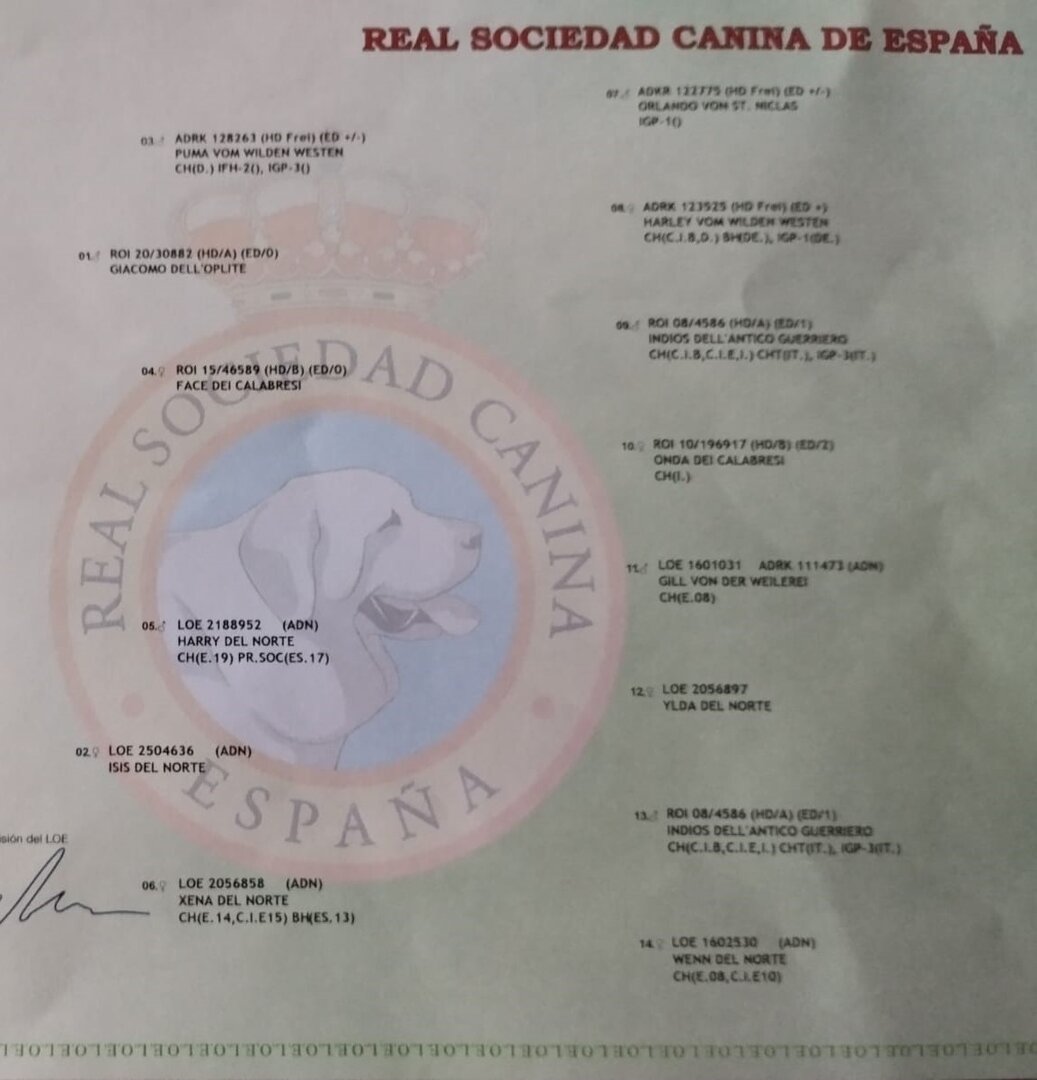 REAL SOCIEDAD CANINA DE ESPAÑA
07. ♂ ADRK 122775 (HD Frei) (ED +/-)
ORLANDO VON ST. NICLAS
IGP-1()
03. ♂ ADRK 128263 (HD Frei) (ED +/-)
PUMA VOM WILDEN WESTEN
CH(D.) IFH-2(), IGP-3()
08. ♀ ADRK 123925 (HD Frei) (ED +)
HARLEY VOM WILDEN WESTEN
CH(C.I.B,D.) BH(DE.), IGP-1(DE.)
01. ♂ ROI 20/30882 (HD/A) (ED/0)
GIACOMO DELL'OPLITE
09. ♂ ROI 08/4586 (HD/A) (ED/1)
INDIOS DELL'ANTICO GUERRIERO
CH(C.I.B,C.I.E,I.) CHT(IT.), IGP-3(IT.)
04. ♀ ROI 15/46589 (HD/B) (ED/0)
FACE DEI CALABRESI
10. ♀ ROI 10/196917 (HD/B) (ED/2)
ONDA DEI CALABRESI
CH(I.)
11. ♂ LOE 1601031 ADRK 111473 (ADN)
GILL VON DER WEILEREI
CH(E.08)
05. ♂ LOE 2188952 (ADN)
HARRY DEL NORTE
CH(E.19) PR.SOC(ES.17)
12. ♀ LOE 2056897
YLDA DEL NORTE
02. ♀ LOE 2504636 (ADN)
ISIS DEL NORTE
13. ♂ ROI 08/4586 (HD/A) (ED/1)
INDIOS DELL'ANTICO GUERRIERO
CH(C.I.B,C.I.E,I.) CHT(IT.), IGP-3(IT.)
sión del LOE
06. ♀ LOE 2056858 (ADN)
XENA DEL NORTE
CH(E.14,C.I.E15) BH(ES.13)
14. ♀ LOE 1602530 (ADN)
WENN DEL NORTE
CH(E.08,C.I.E10)
REAL SOCIEDAD CANINA
ESPAÑA
LOELOELOELOELOELOELOELOELOELOELOELOELOELOELOELOELOELOELOELOE